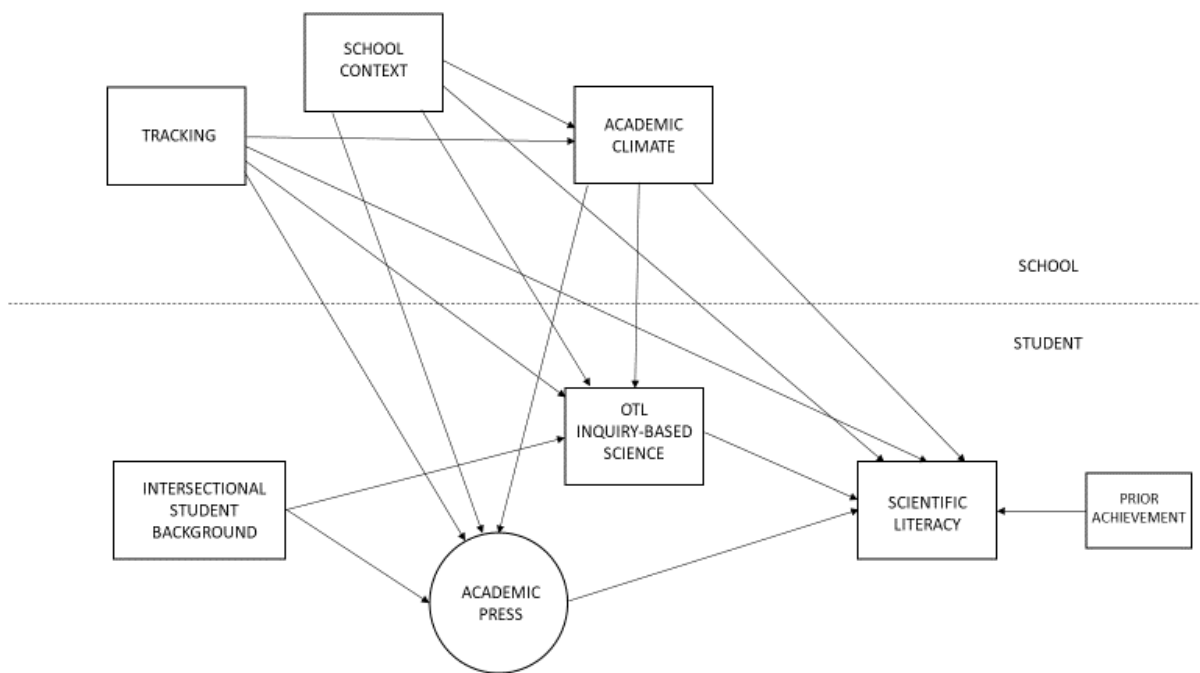 SCHOOL
CONTEXT
TRACKING
ACADEMIC
CLIMATE
SCHOOL
STUDENT
OTL
INQUIRY-BASED
SCIENCE
INTERSECTIONAL
STUDENT
BACKGROUND
SCIENTIFIC
LITERACY
PRIOR
ACHIEVEMENT
ACADEMIC
PRESS